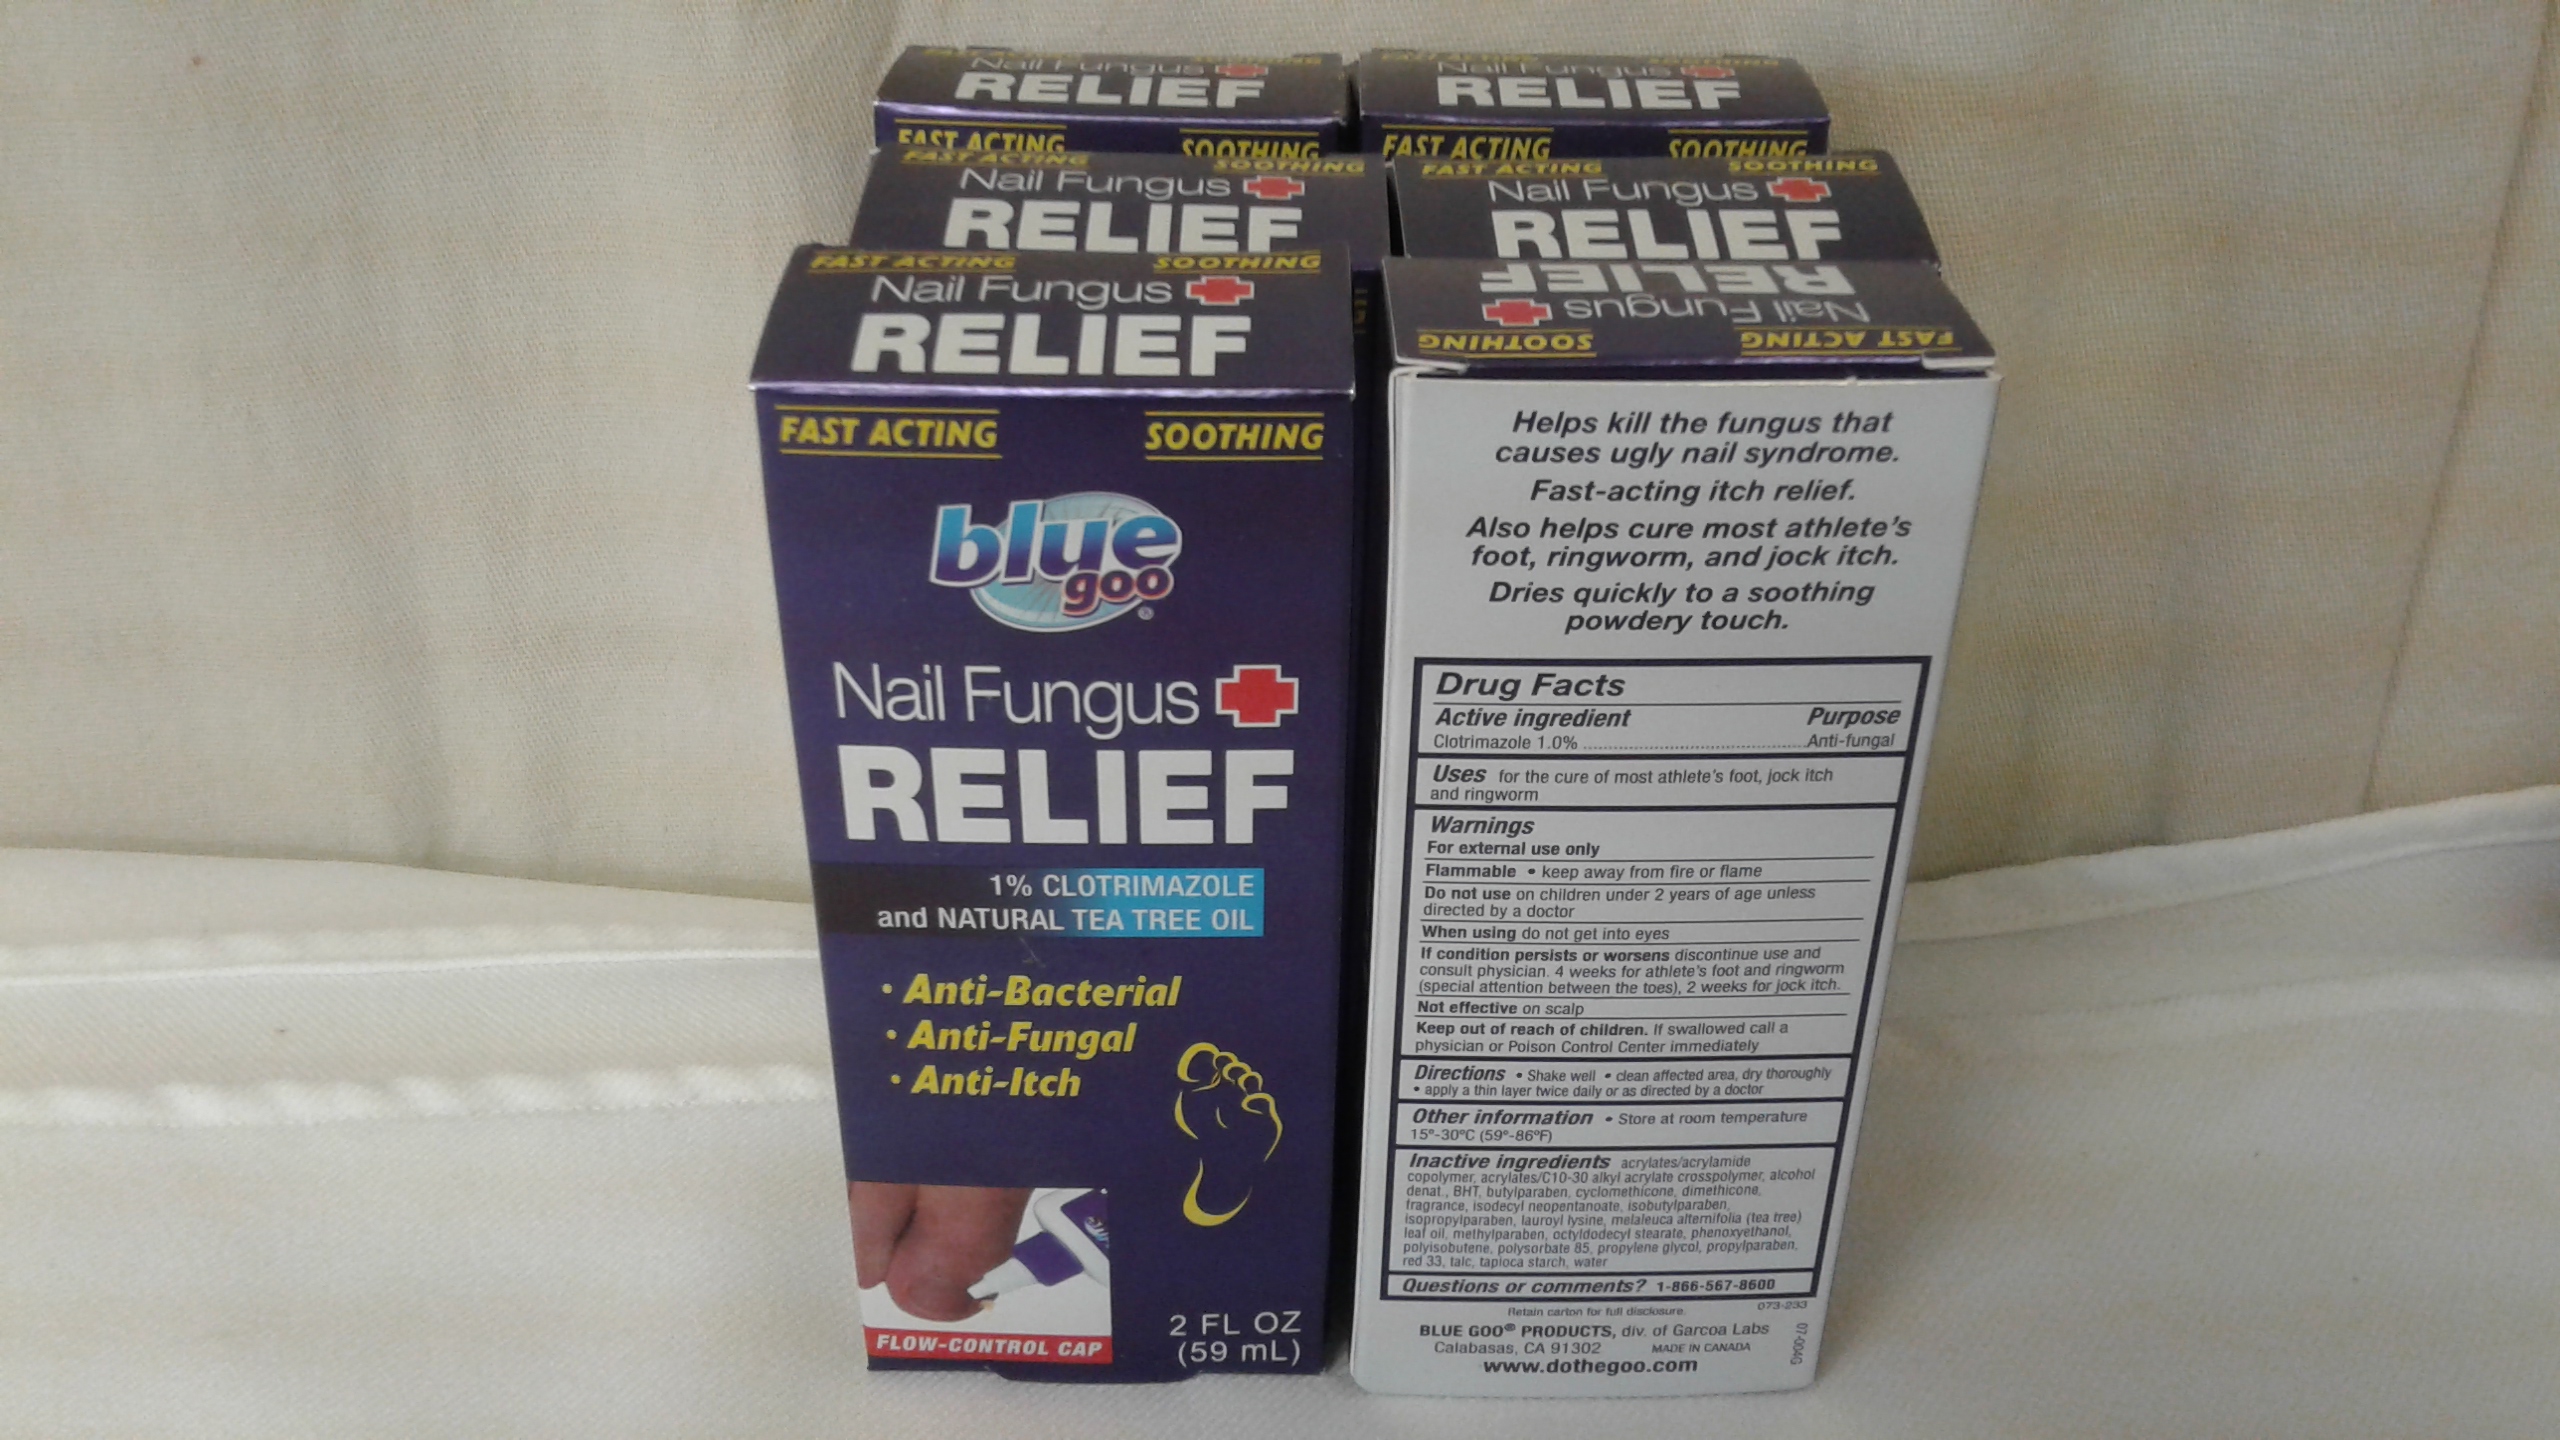 Nail Fungus
RELIEF
FAST ACTING SOOTHING
Nail Fungus
RELIEF
FAST ACTING SOOTHING
FAST ACTING SOOTHING
Nail Fungus
RELIEF
FAST ACTING SOOTHING
Nail Fungus
RELIEF
FAST ACTING SOOTHING
Nail Fungus
RELIEF
FAST ACTING SOOTHING
blue
goo®
Nail Fungus
RELIEF
1% CLOTRIMAZOLE
and NATURAL TEA TREE OIL
• Anti-Bacterial
• Anti-Fungal
• Anti-Itch
FLOW-CONTROL CAP
2 FL OZ
(59 mL)
FAST ACTING SOOTHING
Nail Fungus
RELIEF
Helps kill the fungus that
causes ugly nail syndrome.
Fast-acting itch relief.
Also helps cure most athlete's
foot, ringworm, and jock itch.
Dries quickly to a soothing
powdery touch.
Drug Facts
Active ingredient Purpose
Clotrimazole 1.0% ..... Anti-fungal
Uses for the cure of most athlete's foot, jock itch
and ringworm
Warnings
For external use only
Flammable • keep away from fire or flame
Do not use on children under 2 years of age unless
directed by a doctor
When using do not get into eyes
If condition persists or worsens discontinue use and
consult physician. 4 weeks for athlete's foot and ringworm
(special attention between the toes), 2 weeks for jock itch.
Not effective on scalp
Keep out of reach of children. If swallowed call a
physician or Poison Control Center immediately
Directions • Shake well • clean affected area, dry thoroughly
• apply a thin layer twice daily or as directed by a doctor
Other information • Store at room temperature
15º-30ºC (59º-86ºF)
Inactive ingredients acrylates/acrylamide
copolymer, acrylates/C10-30 alkyl acrylate crosspolymer, alcohol
denat., BHT, butylparaben, cyclomethicone, dimethicone,
fragrance, isodecyl neopentanoate, isobutylparaben,
isopropylparaben, lauroyl lysine, melaleuca alternifolia (tea tree)
leaf oil, methylparaben, octyldodecyl stearate, phenoxyethanol,
polyisobutene, polysorbate 85, propylene glycol, propylparaben,
red 33, talc, tapioca starch, water
Questions or comments? 1-866-567-8600
Retain carton for full disclosure. 073-233
BLUE GOO® PRODUCTS, div. of Garcoa Labs
Calabasas, CA 91302 MADE IN CANADA
www.dothegoo.com
07-004G